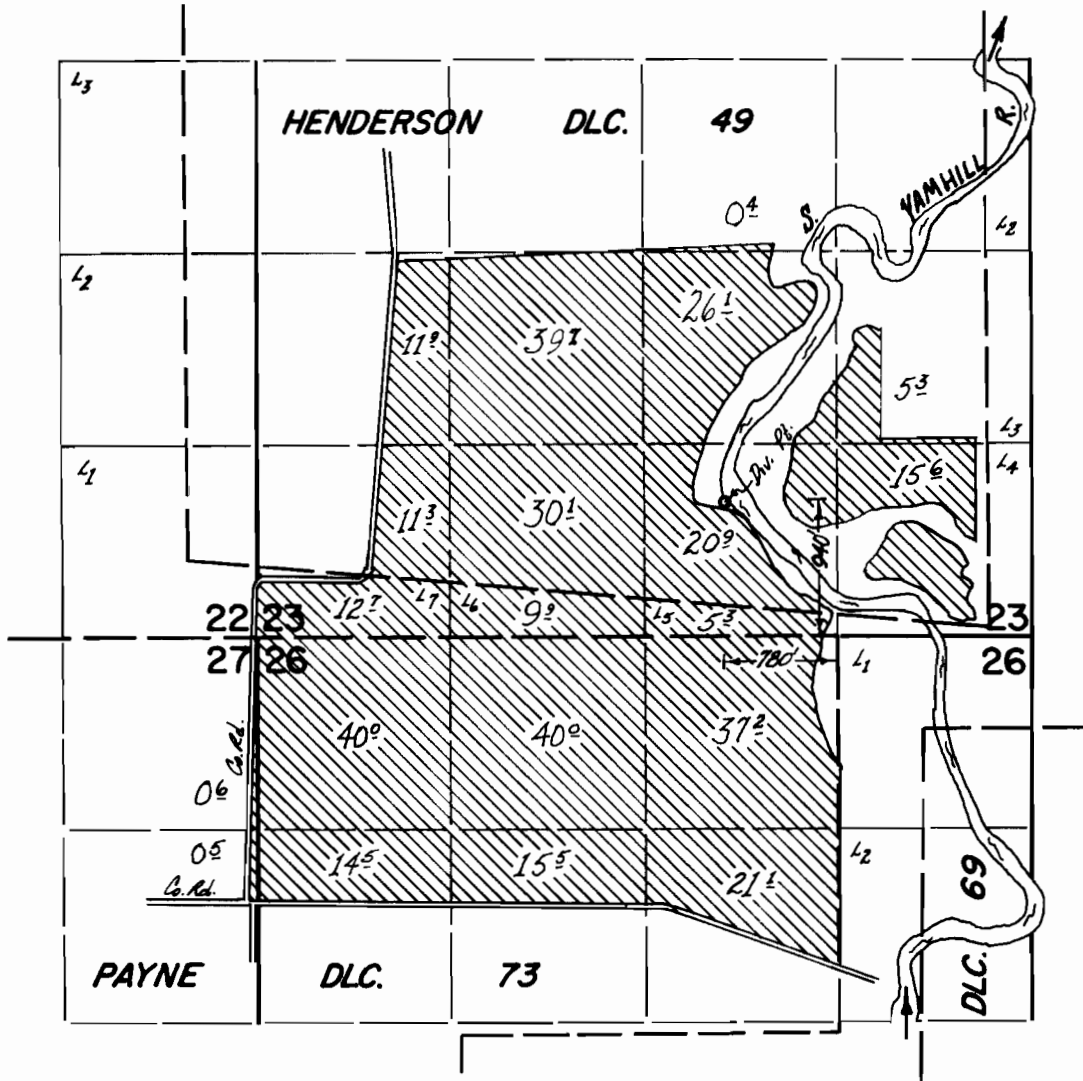 L3
HENDERSON DLC. 49
S. YAMHILL R.
0 4
L2
L2
26 1
11 9
39 7
5 3
L3
L1
L4
Div. Pt.
15 6
11 3
30 1
20 9
940'
12 7
L7
L6
9 9
L5
5 3
22 23
23
27 26
780'
L1
26
40 0
40 0
37 2
Co. Rd.
0 6
0 5
14 5
15 5
21 1
L2
Co. Rd.
PAYNE DLC. 73
DLC. 69